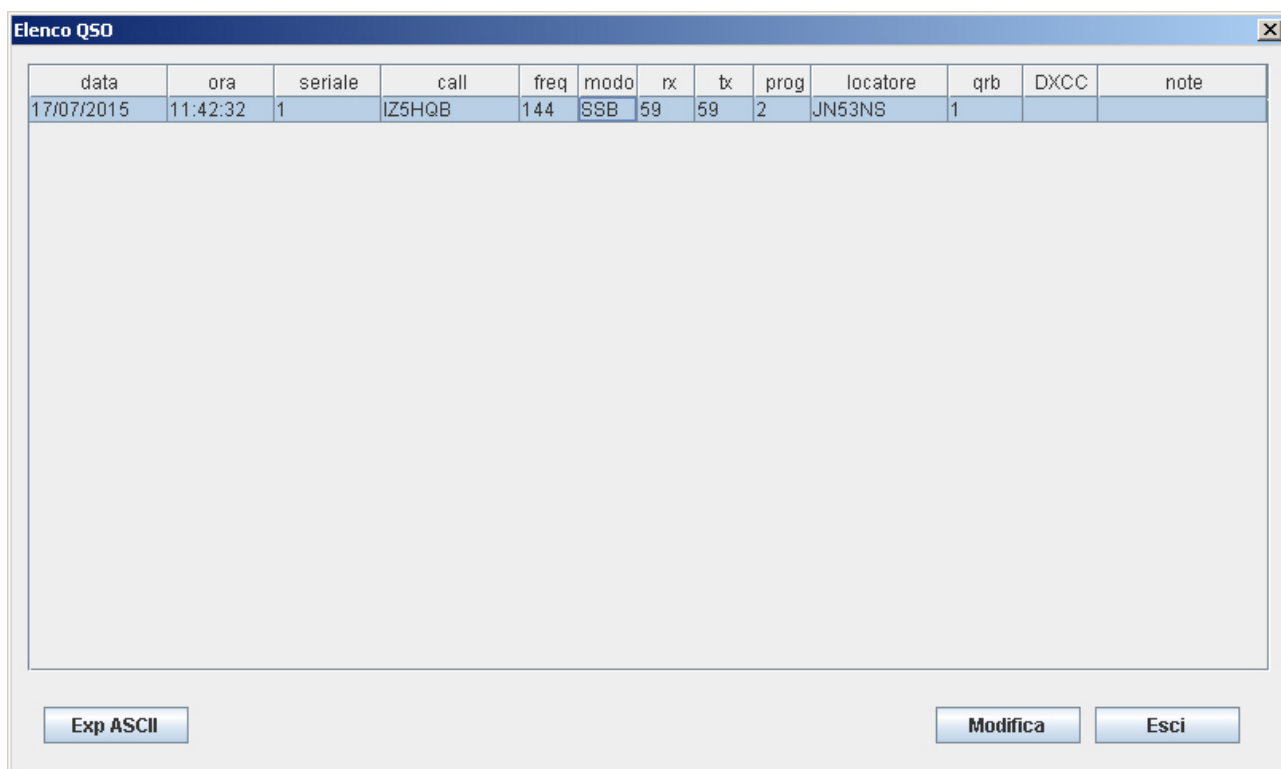 Elenco QSO
data ora seriale call freq modo rx tx prog locatore qrb DXCC note
17/07/2015 11:42:32 1 IZ5HQB 144 SSB 59 59 2 JN53NS 1
Exp ASCII Modifica Esci